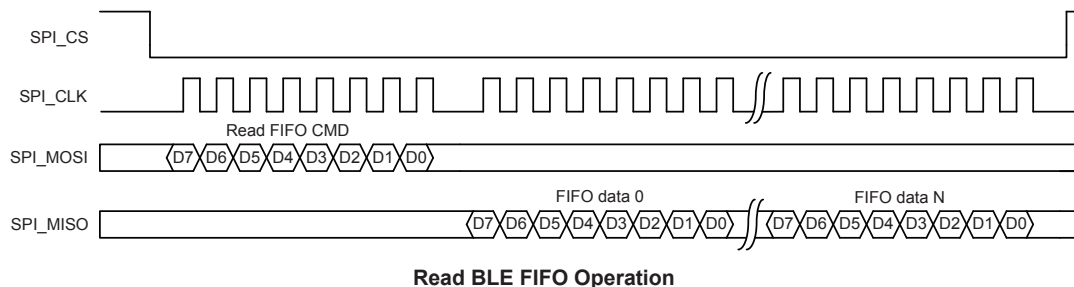 SPI_CS
SPI_CLK
Read FIFO CMD
SPI_MOSI
D7 D6 D5 D4 D3 D2 D1 D0
FIFO data 0 FIFO data N
SPI_MISO
D7 D6 D5 D4 D3 D2 D1 D0 D7 D6 D5 D4 D3 D2 D1 D0
Read BLE FIFO Operation